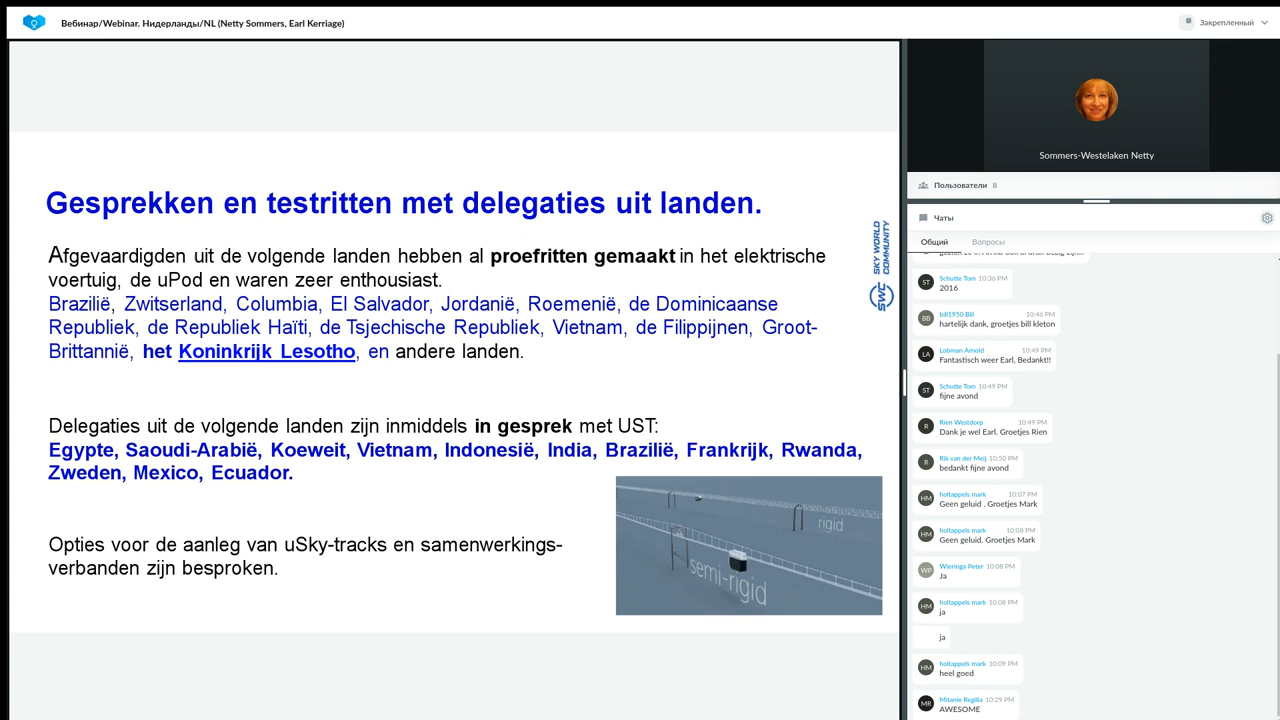 Вебинар/Webinar. Нидерланды/NL (Netty Sommers, Earl Kerriage)
Закрепленный
Gesprekken en testritten met delegaties uit landen.
Afgevaardigden uit de volgende landen hebben al proefritten gemaakt in het elektrische
voertuig, de uPod en waren zeer enthousiast.
Brazilië, Zwitserland, Columbia, El Salvador, Jordanië, Roemenië, de Dominicaanse
Republiek, de Republiek Haïti, de Tsjechische Republiek, Vietnam, de Filippijnen, Groot-
Brittannië, het Koninkrijk Lesotho, en andere landen.
Delegaties uit de volgende landen zijn inmiddels in gesprek met UST:
Egypte, Saoudi-Arabië, Koeweit, Vietnam, Indonesië, India, Brazilië, Frankrijk, Rwanda,
Zweden, Mexico, Ecuador.
Opties voor de aanleg van uSky-tracks en samenwerkings-
verbanden zijn besproken.
rigid
semi-rigid
SKY WORLD
COMMUNITY
SWC
Sommers-Westelaken Netty
Пользователи 8
Чаты
Общий Вопросы
ST Schutte Tom 10:36 PM
2016
BB bill1950 Bill 10:46 PM
hartelijk dank, groetjes bill kleton
LA Lobman Arnold 10:49 PM
Fantastisch weer Earl, Bedankt!!
ST Schutte Tom 10:49 PM
fijne avond
R Rien Westdorp 10:49 PM
Dank je wel Earl. Groetjes Rien
R Rik van der Meij 10:50 PM
bedankt fijne avond
HM holtappels mark 10:07 PM
Geen geluid . Groetjes Mark
HM holtappels mark 10:08 PM
Geen geluid. Groetjes Mark
WP Wieringa Peter 10:08 PM
Ja
HM holtappels mark 10:08 PM
ja
ja
HM holtappels mark 10:09 PM
heel goed
MR Mitanie Regilia 10:29 PM
AWESOME